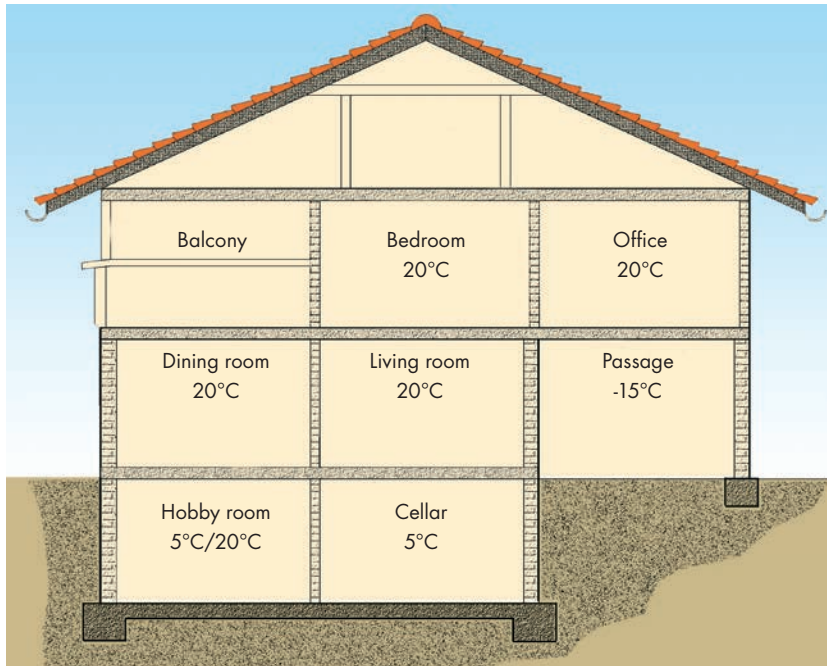 Balcony
Bedroom
20°C
Office
20°C
Dining room
20°C
Living room
20°C
Passage
-15°C
Hobby room
5°C/20°C
Cellar
5°C